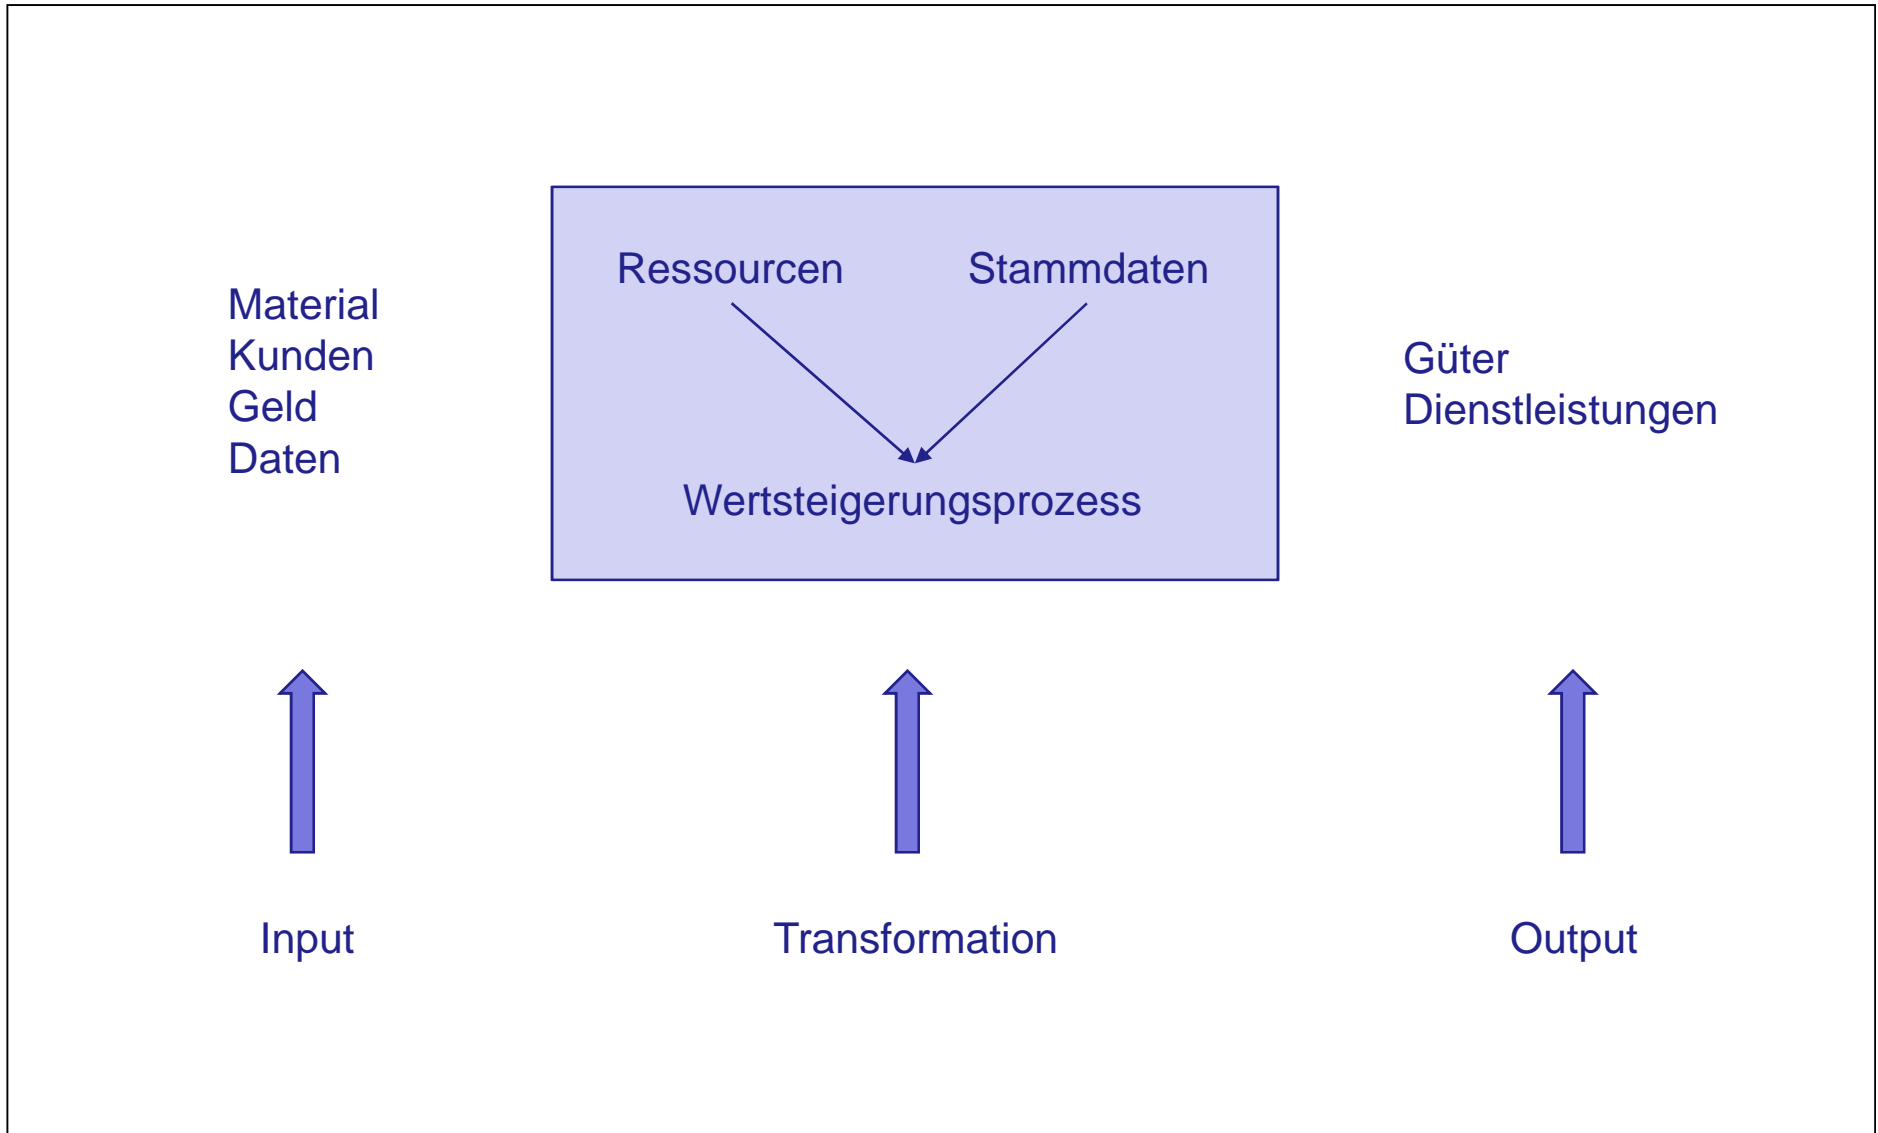 Material
Kunden
Geld
Daten
Ressourcen
Stammdaten
Wertsteigerungsprozess
Güter
Dienstleistungen
Input
Transformation
Output